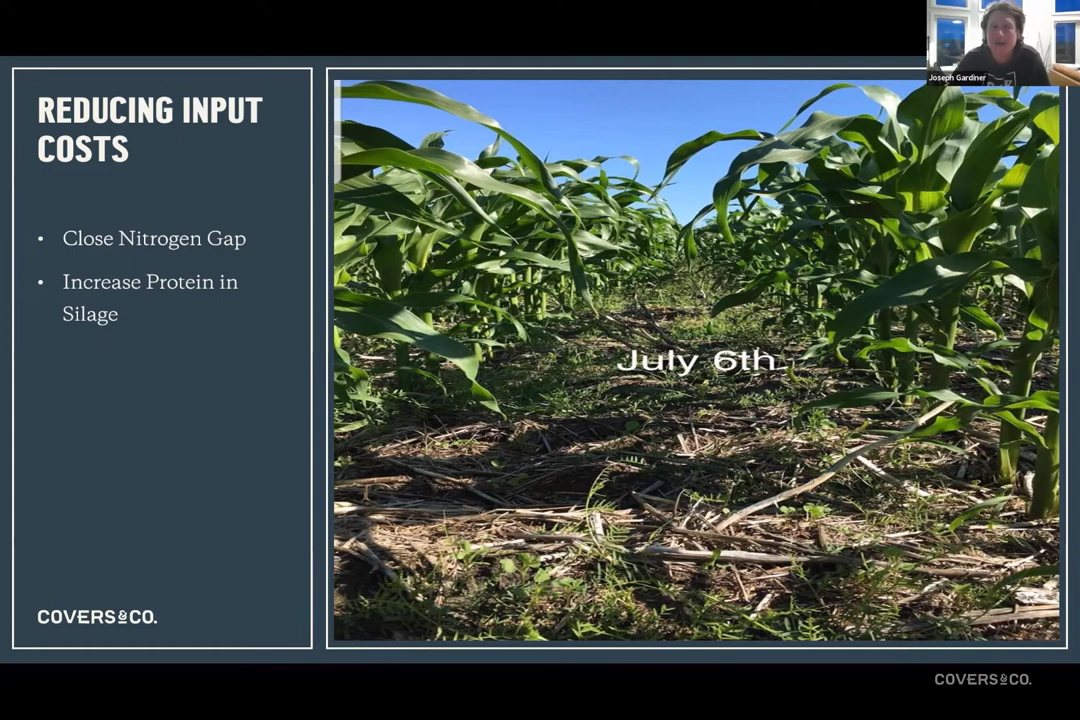 Joseph Gardiner
REDUCING INPUT
COSTS
• Close Nitrogen Gap
• Increase Protein in
Silage
July 6th
COVERS&CO.
COVERS&CO.